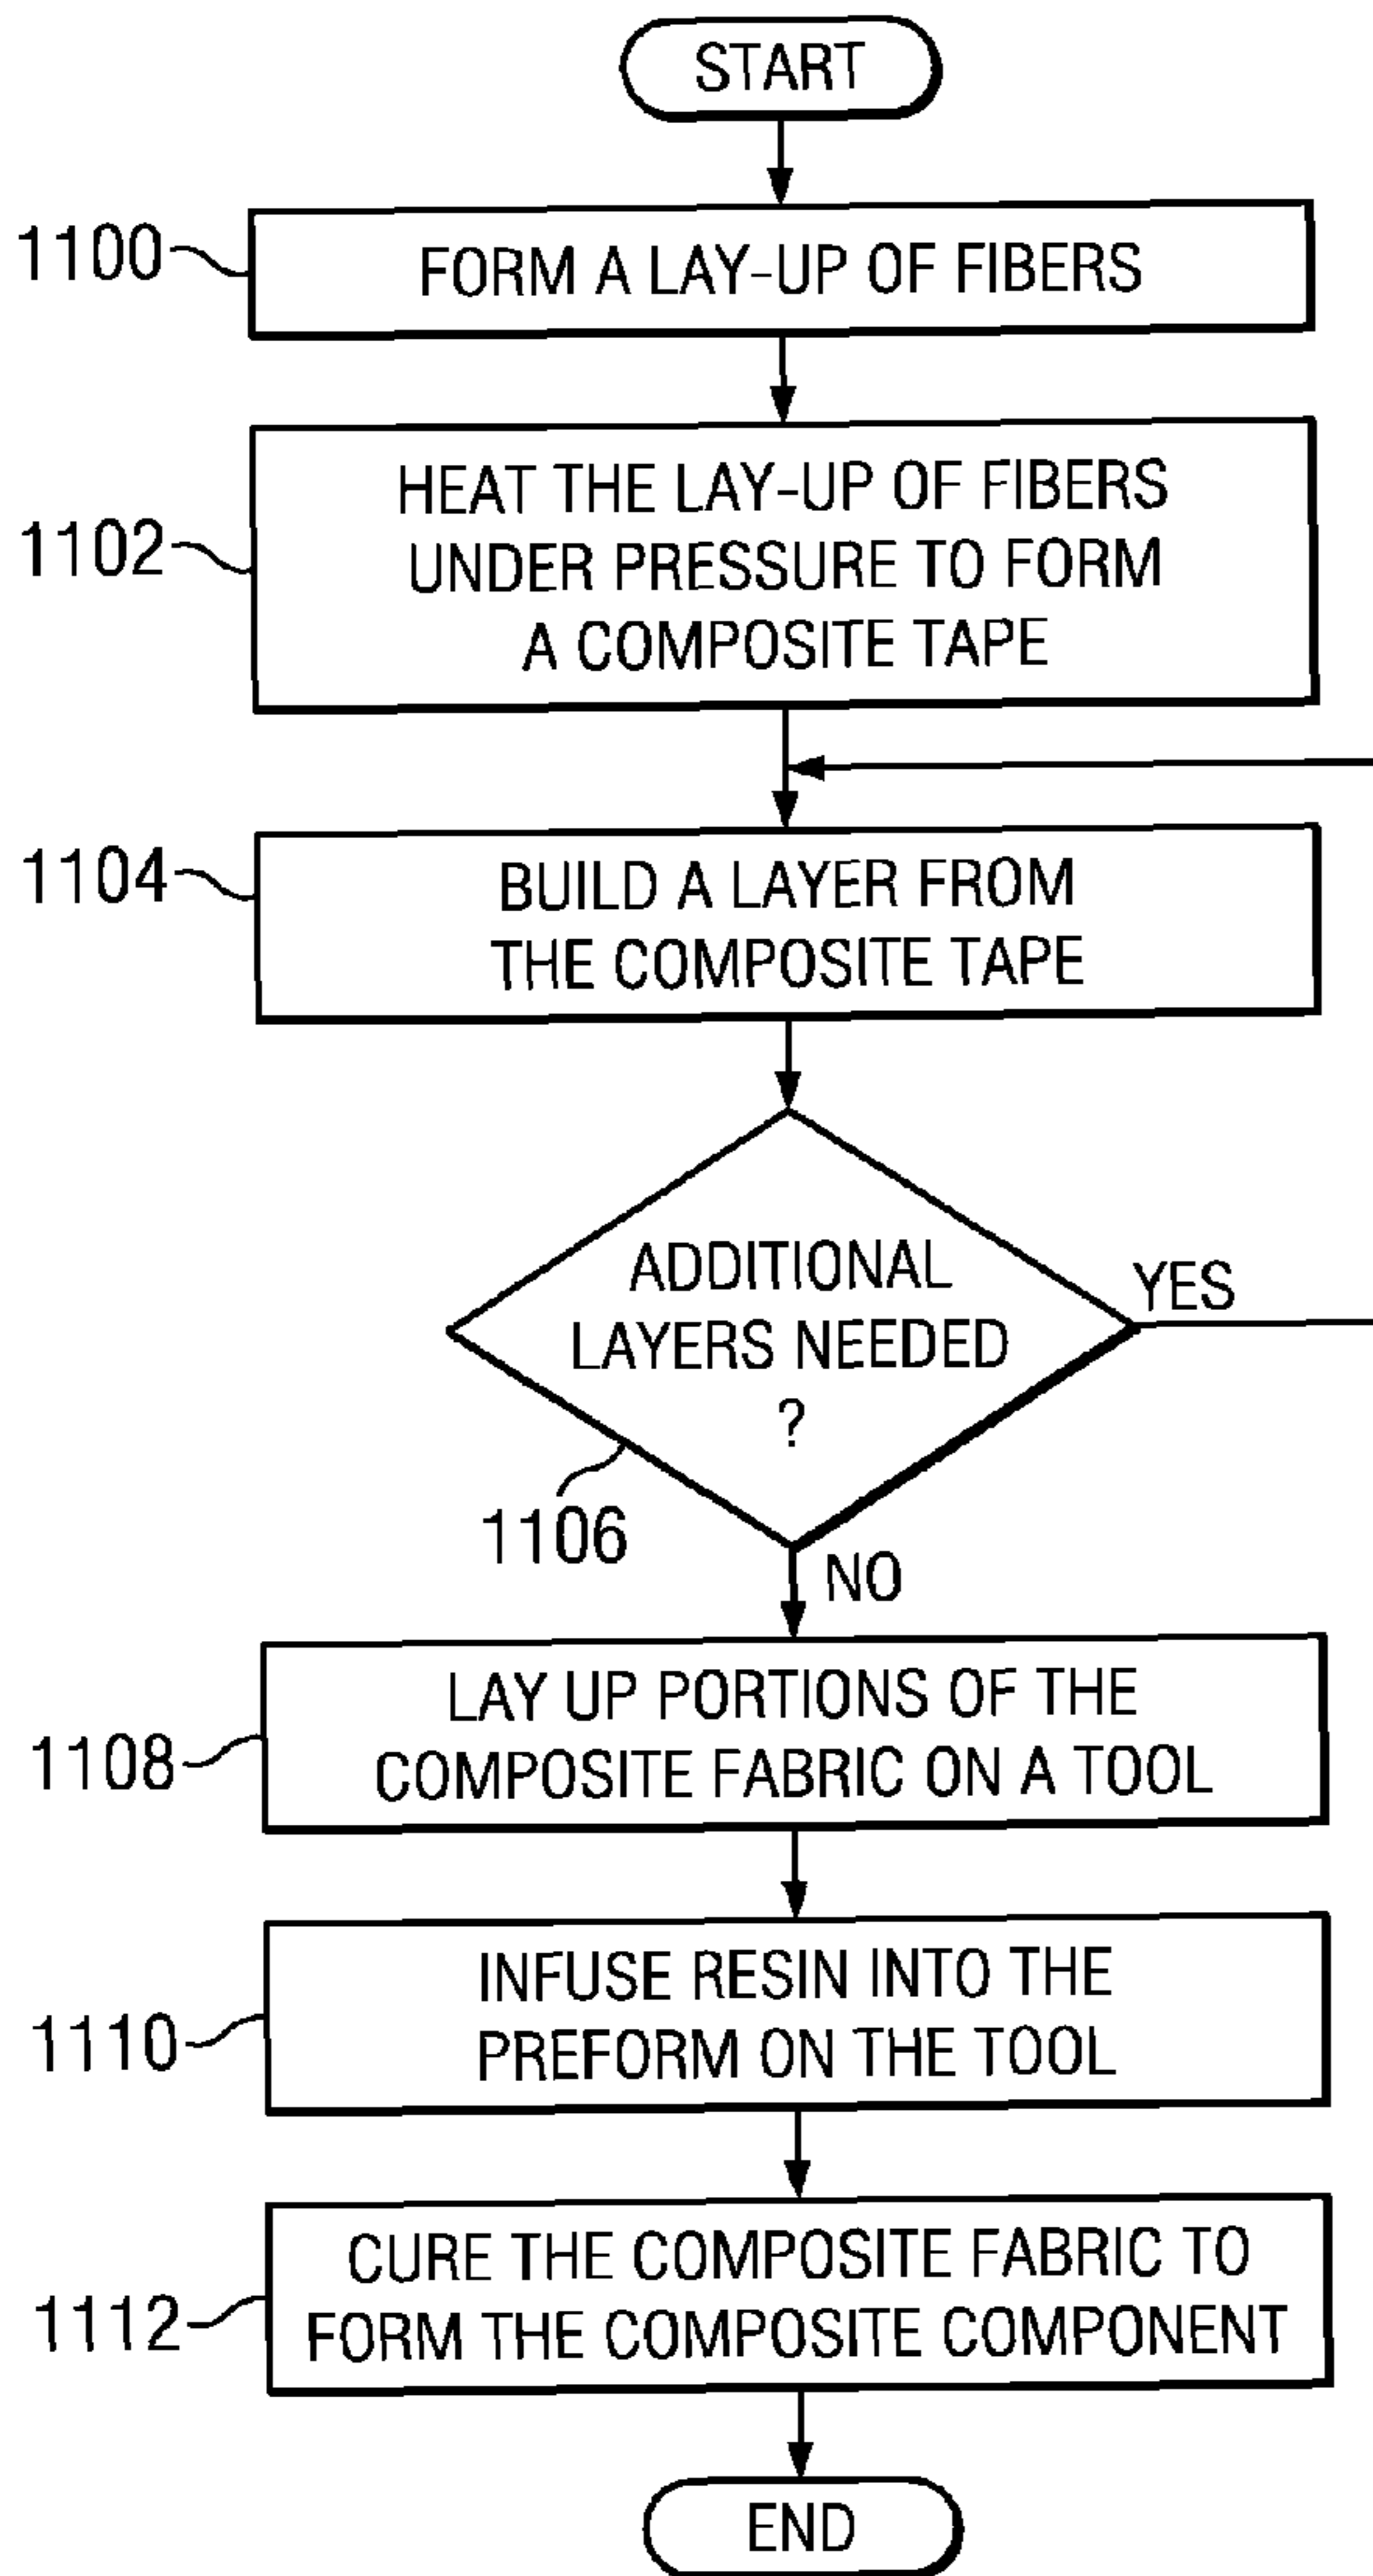 START
1100
FORM A LAY-UP OF FIBERS
1102
HEAT THE LAY-UP OF FIBERS
UNDER PRESSURE TO FORM
A COMPOSITE TAPE
1104
BUILD A LAYER FROM
THE COMPOSITE TAPE
ADDITIONAL
LAYERS NEEDED
?
YES
1106
NO
1108
LAY UP PORTIONS OF THE
COMPOSITE FABRIC ON A TOOL
1110
INFUSE RESIN INTO THE
PREFORM ON THE TOOL
1112
CURE THE COMPOSITE FABRIC TO
FORM THE COMPOSITE COMPONENT
END